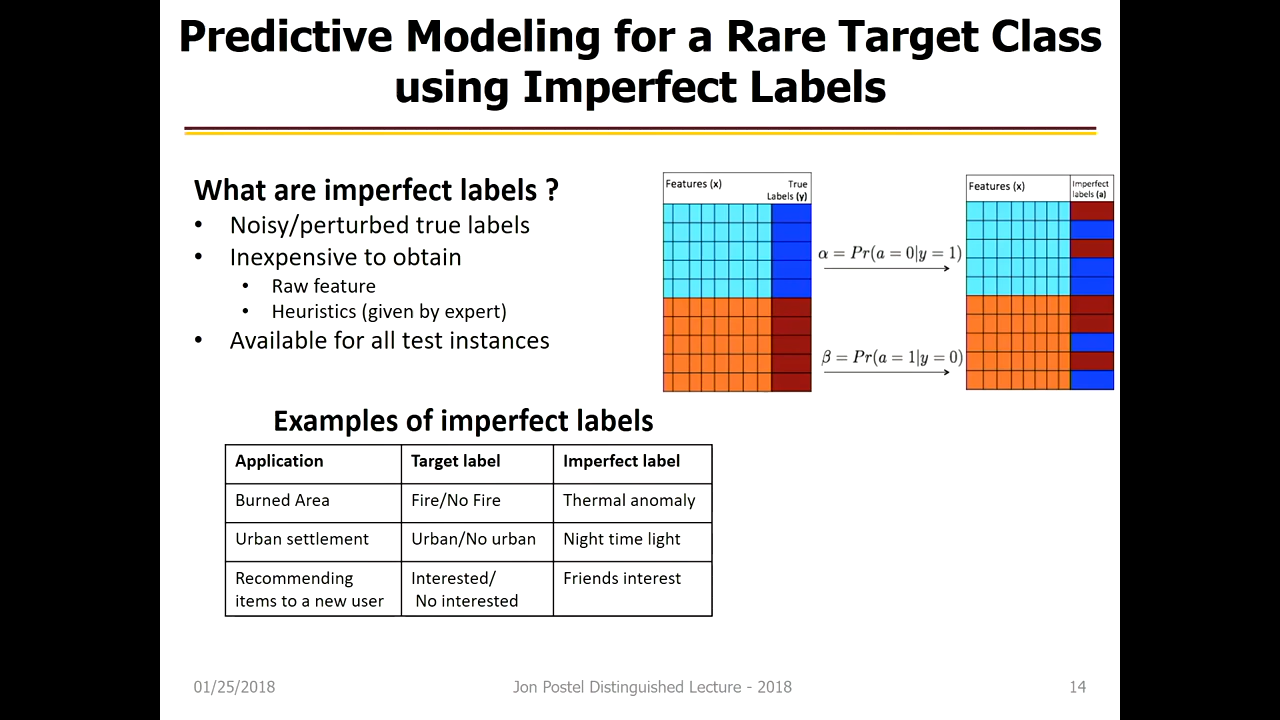 Predictive Modeling for a Rare Target Class
using Imperfect Labels
What are imperfect labels ?
• Noisy/perturbed true labels
• Inexpensive to obtain
• Raw feature
• Heuristics (given by expert)
• Available for all test instances
Features (x)
True
Labels (y)
α = Pr(a = 0|y = 1)
β = Pr(a = 1|y = 0)
Features (x)
Imperfect
labels (a)
Examples of imperfect labels
Application Target label Imperfect label
Burned Area Fire/No Fire Thermal anomaly
Urban settlement Urban/No urban Night time light
Recommending Interested/ Friends interest
items to a new user No interested
01/25/2018 Jon Postel Distinguished Lecture - 2018 14